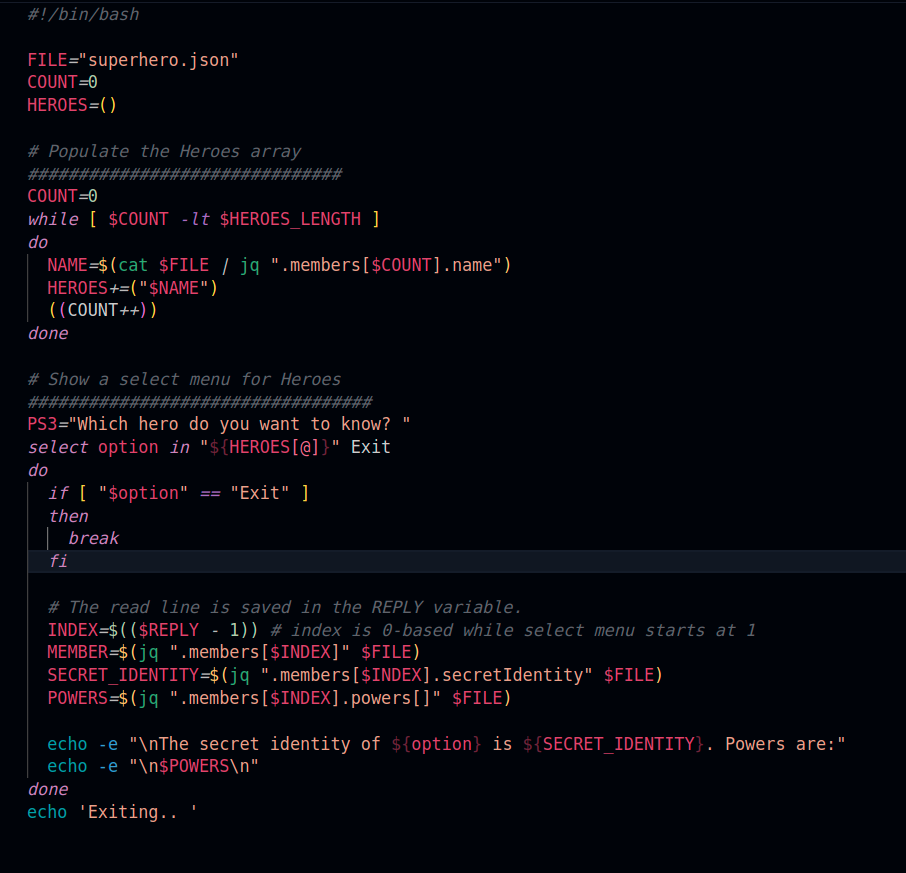 #!/bin/bash

FILE="superhero.json"
COUNT=0
HEROES=()

# Populate the Heroes array
###############################
COUNT=0
while [ $COUNT -lt $HEROES_LENGTH ]
do
  NAME=$(cat $FILE | jq ".members[$COUNT].name")
  HEROES+=("$NAME")
  ((COUNT++))
done

# Show a select menu for Heroes
##################################
PS3="Which hero do you want to know? "
select option in "${HEROES[@]}" Exit
do
  if [ "$option" == "Exit" ]
  then
    break
  fi

  # The read line is saved in the REPLY variable.
  INDEX=$(($REPLY - 1)) # index is 0-based while select menu starts at 1
  MEMBER=$(jq ".members[$INDEX]" $FILE)
  SECRET_IDENTITY=$(jq ".members[$INDEX].secretIdentity" $FILE)
  POWERS=$(jq ".members[$INDEX].powers[]" $FILE)

  echo -e "\nThe secret identity of ${option} is ${SECRET_IDENTITY}. Powers are:"
  echo -e "\n$POWERS\n"
done
echo 'Exiting.. '